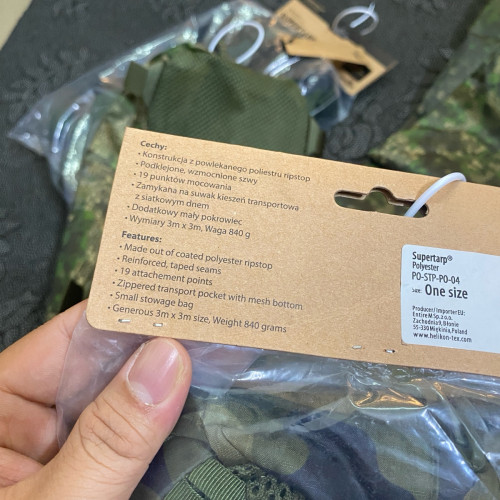 Cechy:
• Konstrukcja z powlekanego poliestru ripstop
• Podklejone, wzmocnione szwy
• 19 punktów mocowania
• Zamykana na suwak kieszeń transportowa
z siatkowym dnem
• Dodatkowy mały pokrowiec
• Wymiary 3m x 3m, Waga 840 g
Features:
• Made out of coated polyester ripstop
• Reinforced, taped seams
• 19 attachement points
• Zippered transport pocket with mesh bottom
• Small stowage bag
• Generous 3m x 3m size, Weight 840 grams
Supertarp®
Polyester
PO-STP-PO-04
SIZE: One size
Producer/Importer EU:
Entire M Sp. z o.o.
Zachodnia 9, Błonie
55-330 Miękinia, Poland
www.helikon-tex.com